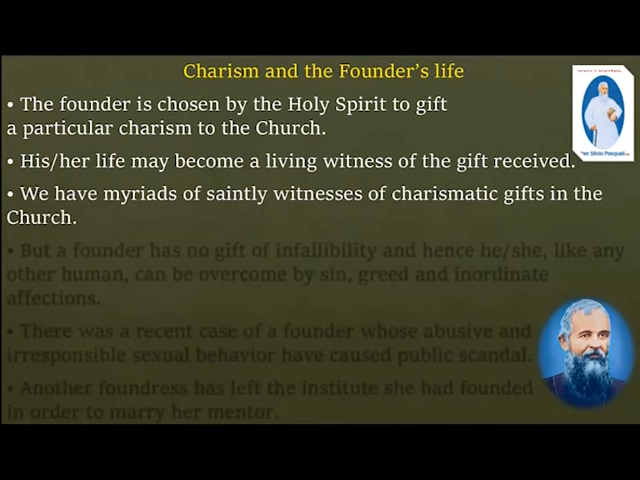 Charism and the Founder's life
• The founder is chosen by the Holy Spirit to gift
a particular charism to the Church.
• His/her life may become a living witness of the gift received.
• We have myriads of saintly witnesses of charismatic gifts in the
Church.
• But a founder has no gift of infallibility and hence he/she, like any
other human, can be overcome by sin, greed and inordinate
affections.
• There was a recent case of a founder whose abusive and
irresponsible sexual behavior have caused public scandal.
• Another foundress has left the institute she had founded
in order to marry her mentor.
Silvio Pasquali